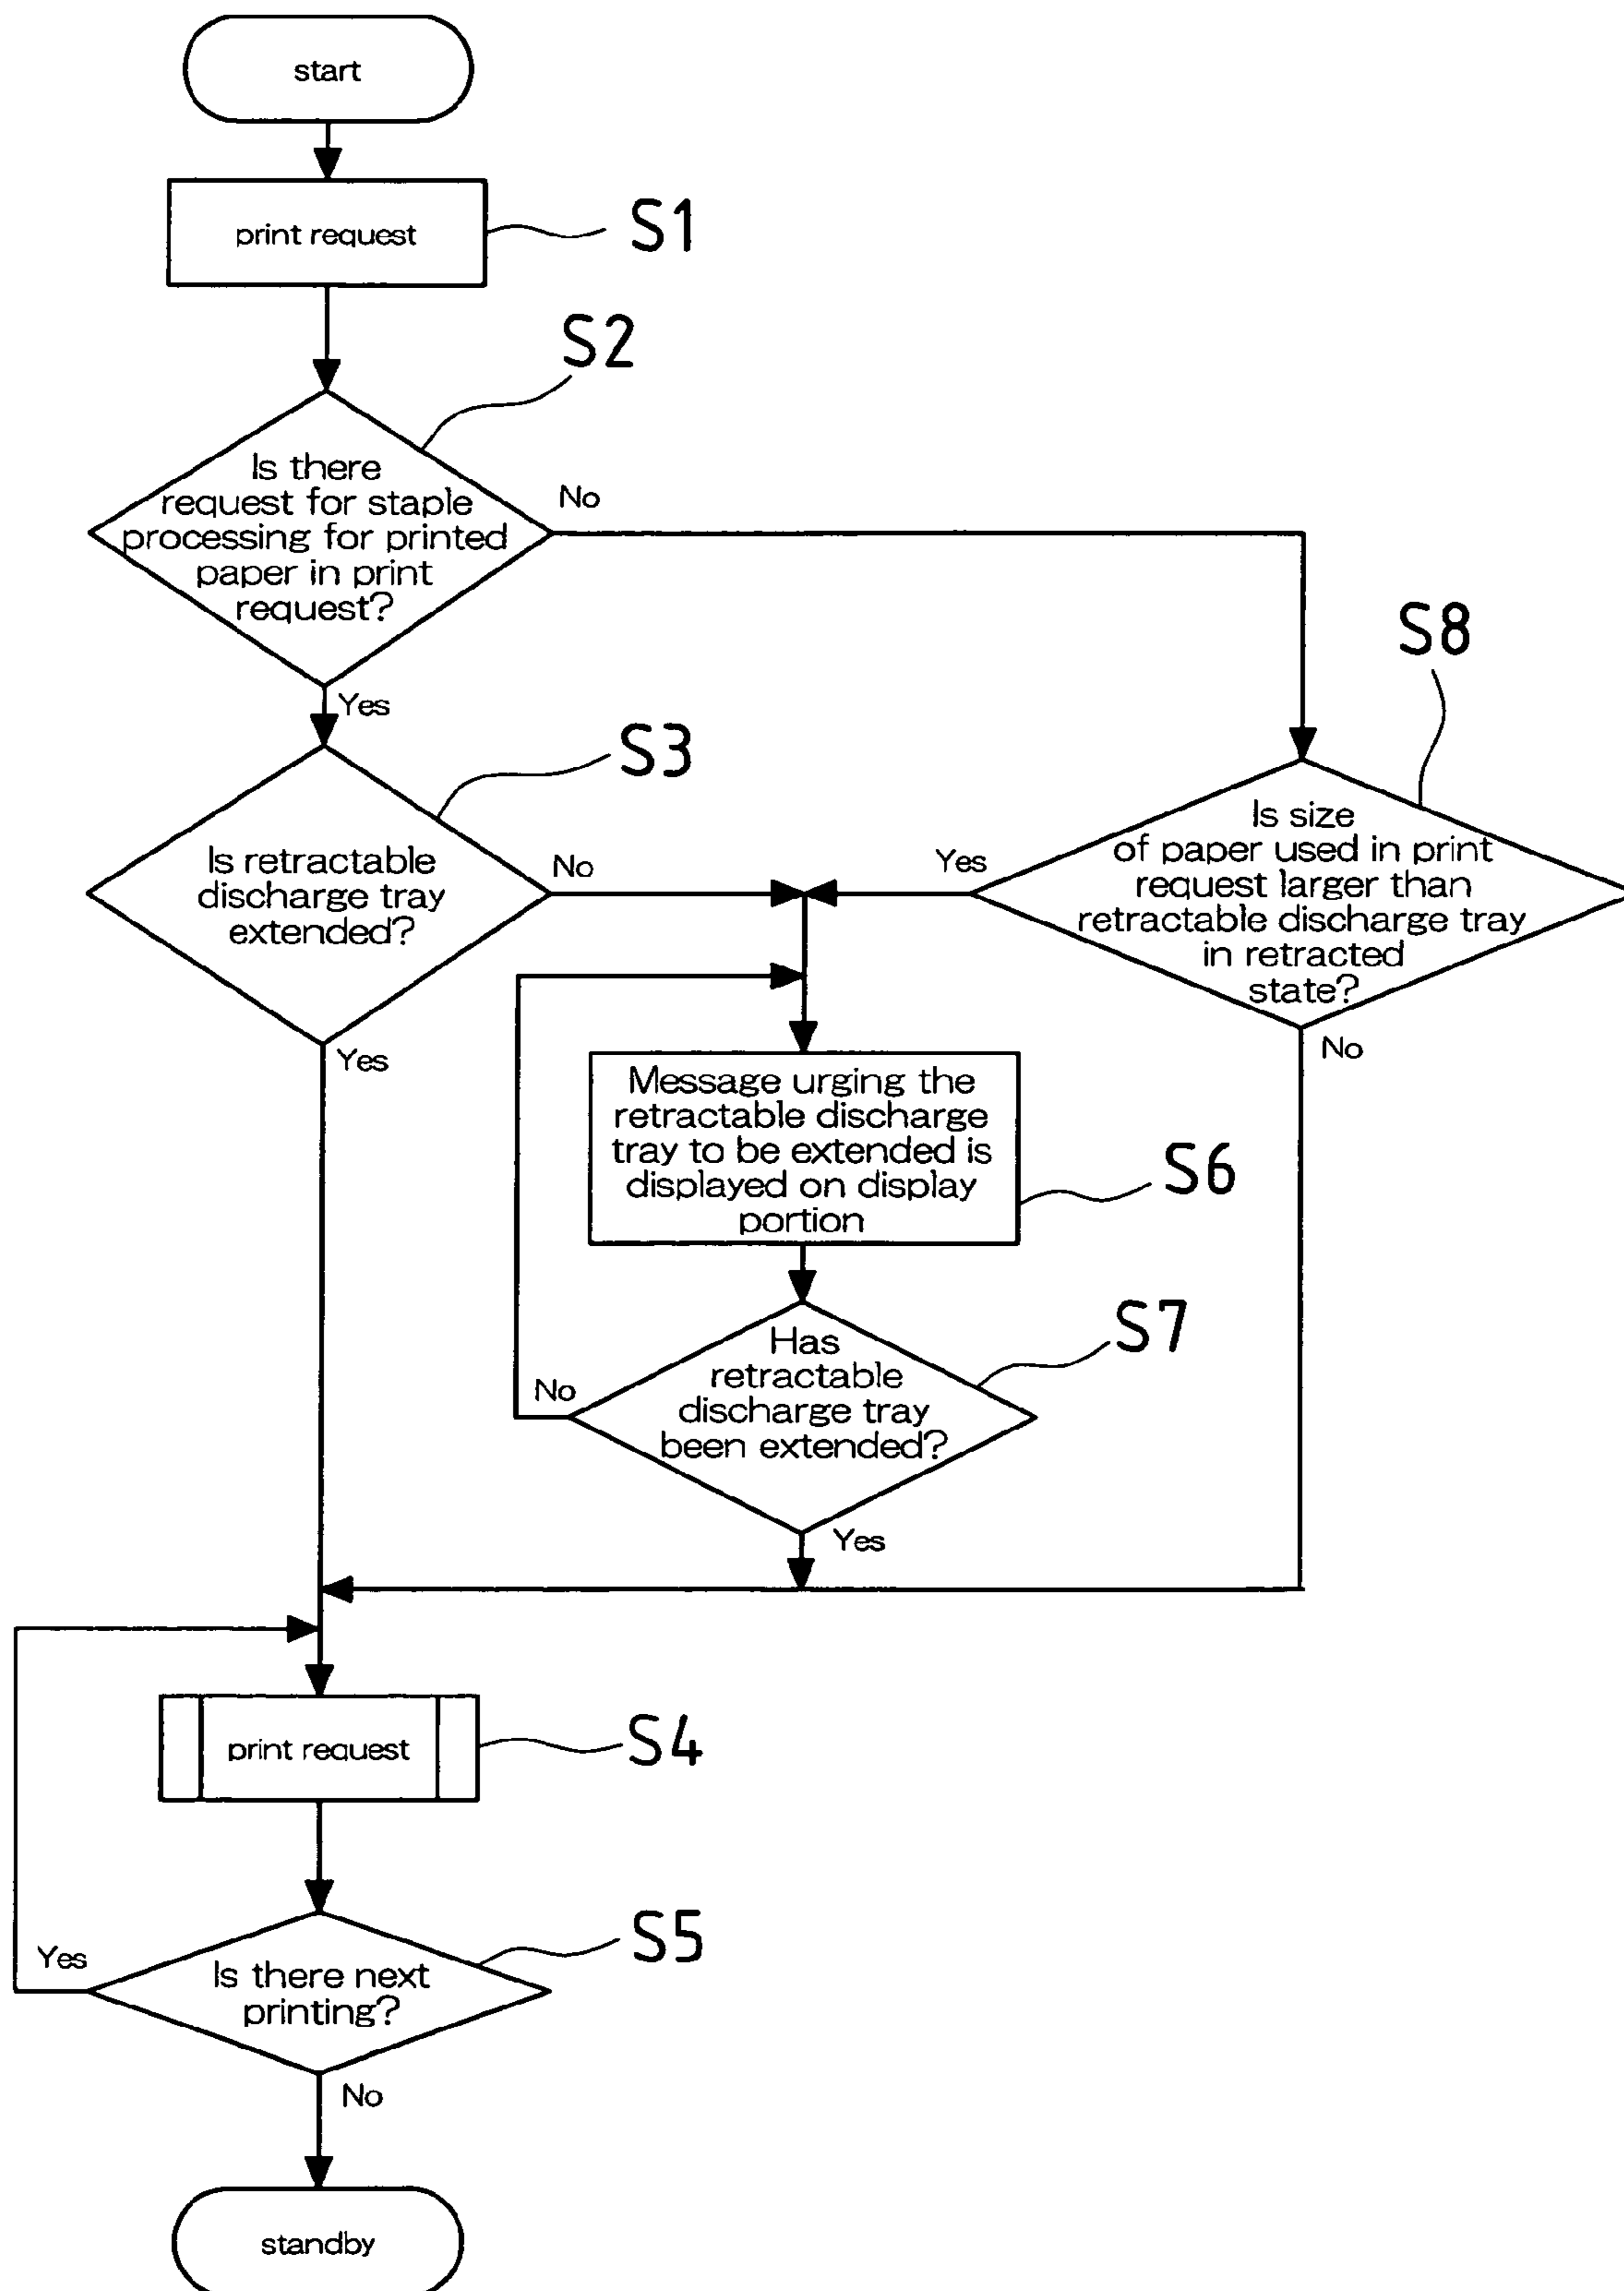 start
print request
S1
S2
Is there
request for staple
processing for printed
paper in print
request?
No
Yes
S3
Is retractable
discharge tray
extended?
No
Yes
S8
Is size
of paper used in print
request larger than
retractable discharge tray
in retracted
state?
Yes
No
Message urging the
retractable discharge
tray to be extended is
displayed on display
portion
S6
Has
retractable
discharge tray
been extended?
S7
No
Yes
print request
S4
Is there next
printing?
S5
Yes
No
standby